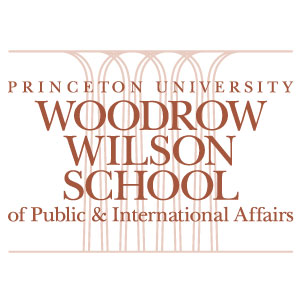 PRINCETON UNIVERSITY
WOODROW
WILSON
SCHOOL
of Public & International Affairs